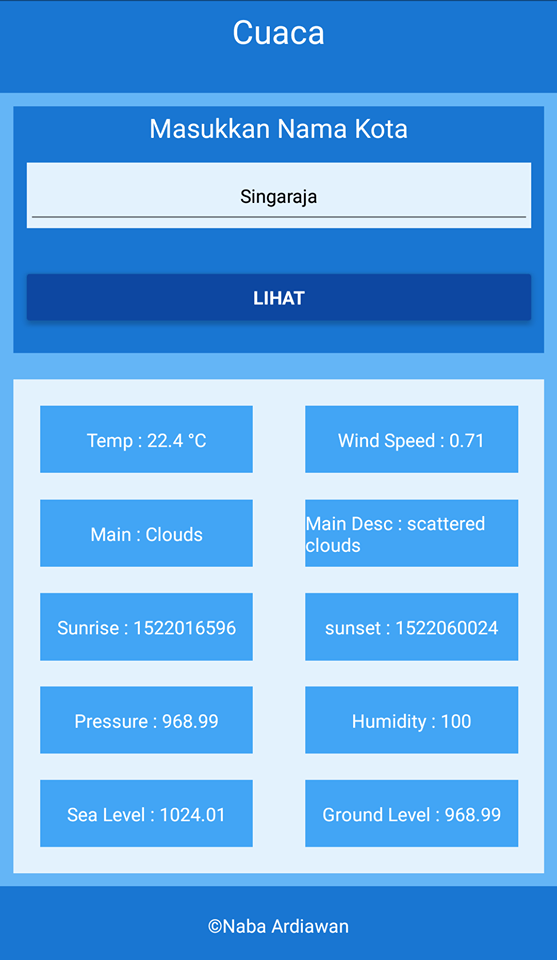 Cuaca
Masukkan Nama Kota
Singaraja
LIHAT
Temp : 22.4 °C
Wind Speed : 0.71
Main : Clouds
Main Desc : scattered
clouds
Sunrise : 1522016596
sunset : 1522060024
Pressure : 968.99
Humidity : 100
Sea Level : 1024.01
Ground Level : 968.99
©Naba Ardiawan